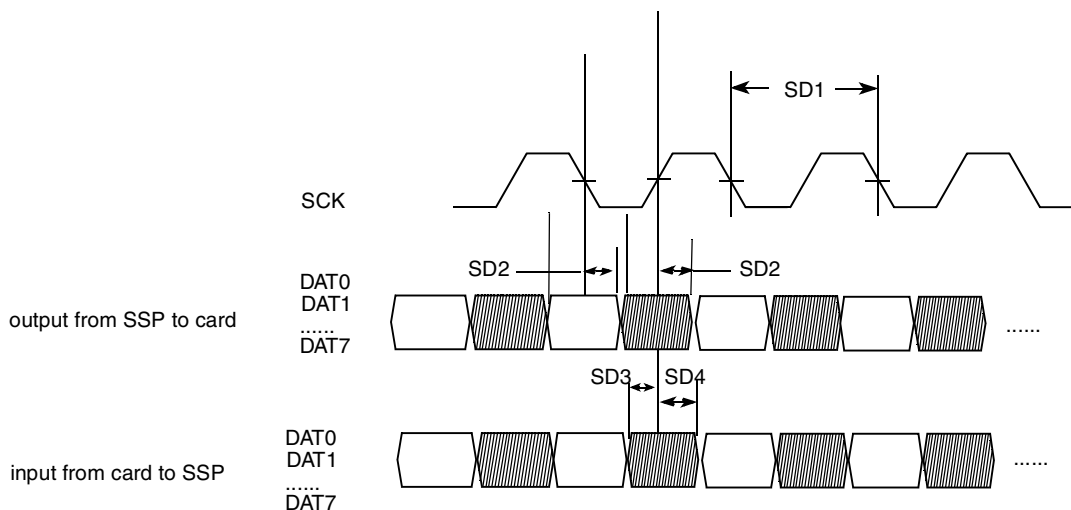 SD1
SCK
SD2
SD2
output from SSP to card
DAT0
DAT1
......
DAT7
......
SD3
SD4
input from card to SSP
DAT0
DAT1
......
DAT7
......